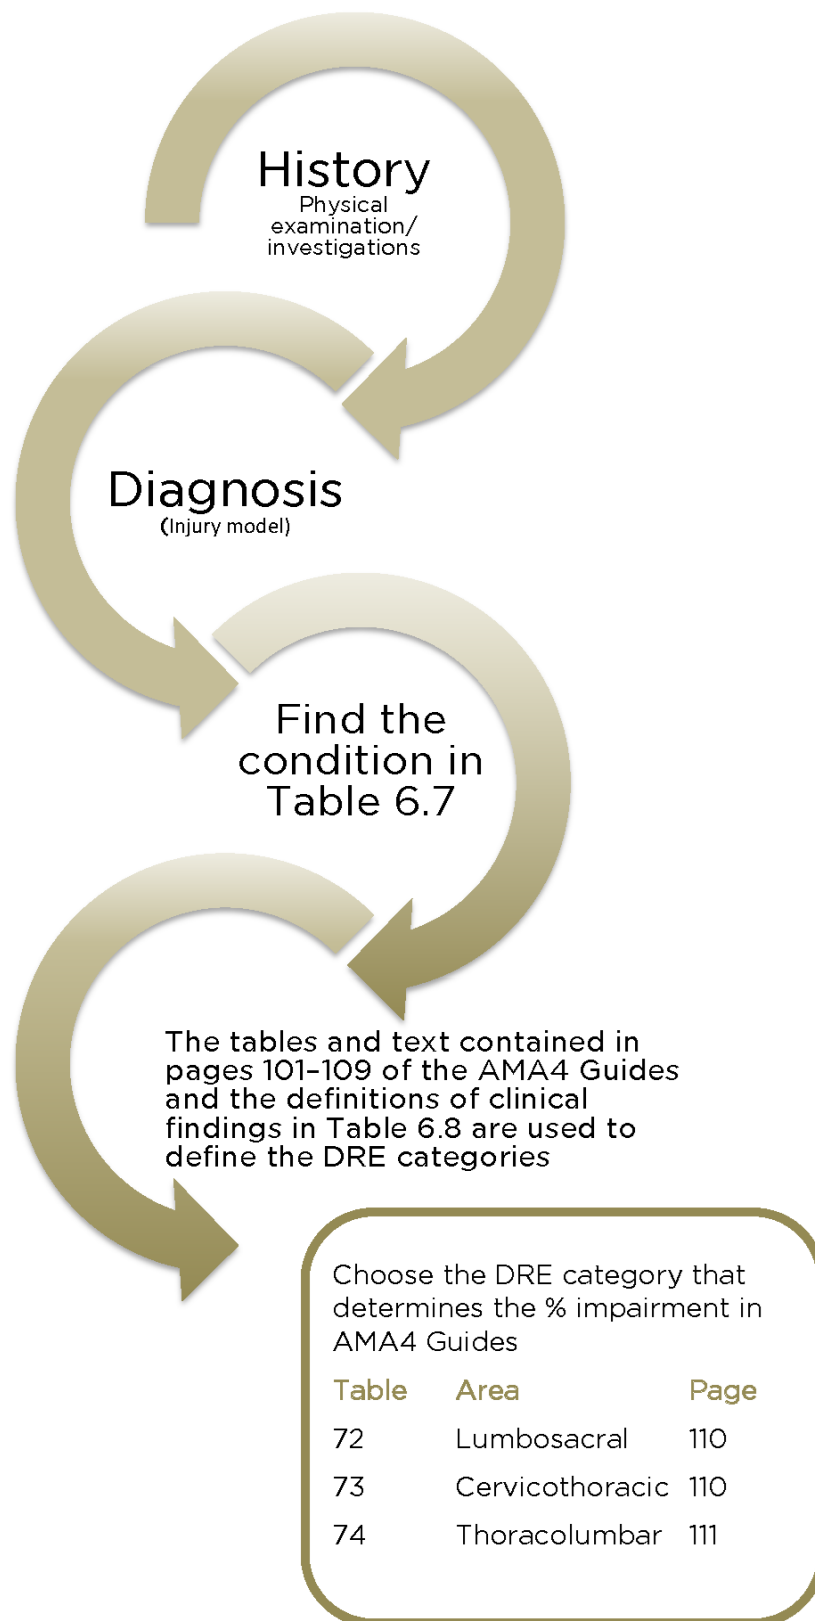 History
Physical
examination/
investigations
Diagnosis
(Injury model)
Find the
condition in
Table 6.7
The tables and text contained in
pages 101–109 of the AMA4 Guides
and the definitions of clinical
findings in Table 6.8 are used to
define the DRE categories
Choose the DRE category that
determines the % impairment in
AMA4 Guides
Table Area Page
72 Lumbosacral 110
73 Cervicothoracic 110
74 Thoracolumbar 111